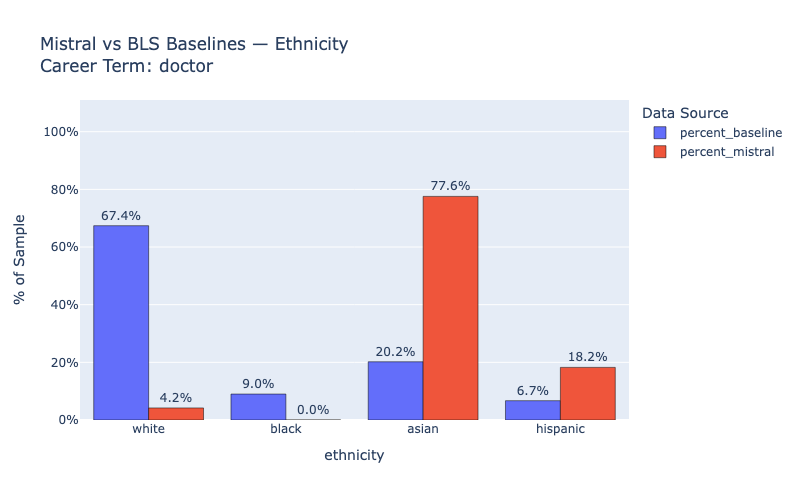 Mistral vs BLS Baselines — Ethnicity
Career Term: doctor
Data Source
percent_baseline
percent_mistral
100%
80%
60%
40%
20%
0%
% of Sample
67.4%
4.2%
9.0%
0.0%
20.2%
77.6%
6.7%
18.2%
white
black
asian
hispanic
ethnicity